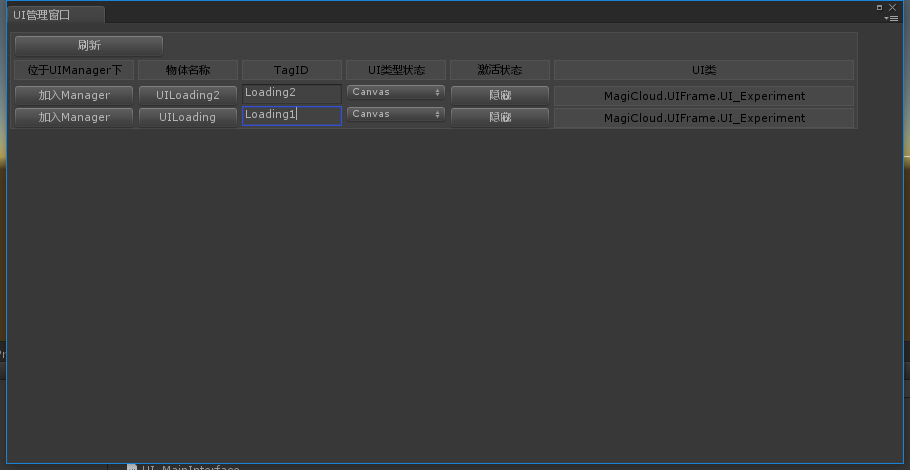 UI管理窗口
刷新
位于UIManager下 物体名称 TagID UI类型状态 激活状态 UI类
加入Manager UILoading2 Loading2 Canvas 隐藏 MagiCloud.UIFrame.UI_Experiment
加入Manager UILoading Loading1 Canvas 隐藏 MagiCloud.UIFrame.UI_Experiment
UI_MainInterface